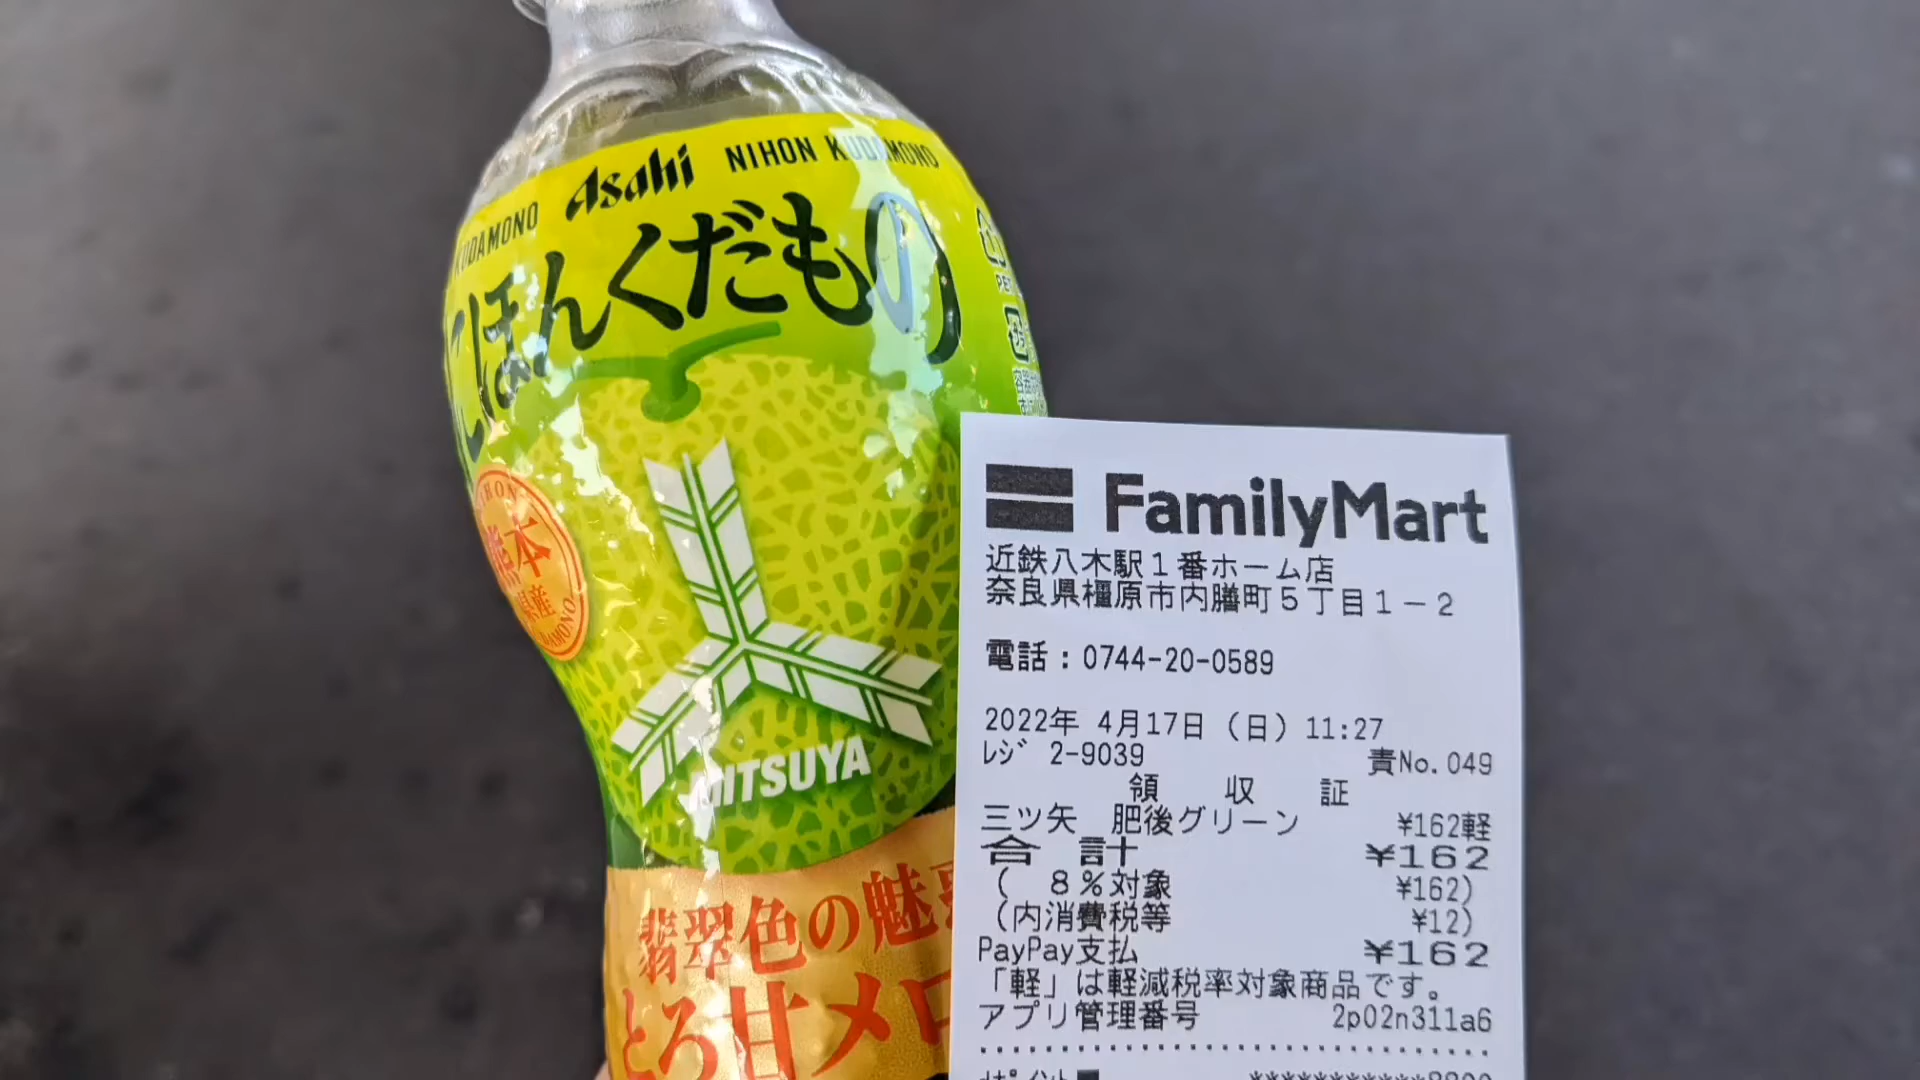 KUDAMONO Asahi NIHON KUDAMONO
にほんくだもの
NIHON
熊本
県産
MITSUYA
翡翠色の魅
とろ甘メロ
FamilyMart
近鉄八木駅1番ホーム店
奈良県橿原市内膳町5丁目1-2
電話:0744-20-0589
2022年 4月17日(日)11:27
レジ 2-9039 責No.049
領 収 証
三ツ矢 肥後グリーン ¥162軽
合 計 ¥162
( 8%対象 ¥162)
(内消費税等 ¥12)
PayPay支払 ¥162
「軽」は軽減税率対象商品です。
アプリ管理番号 2p02n311a6